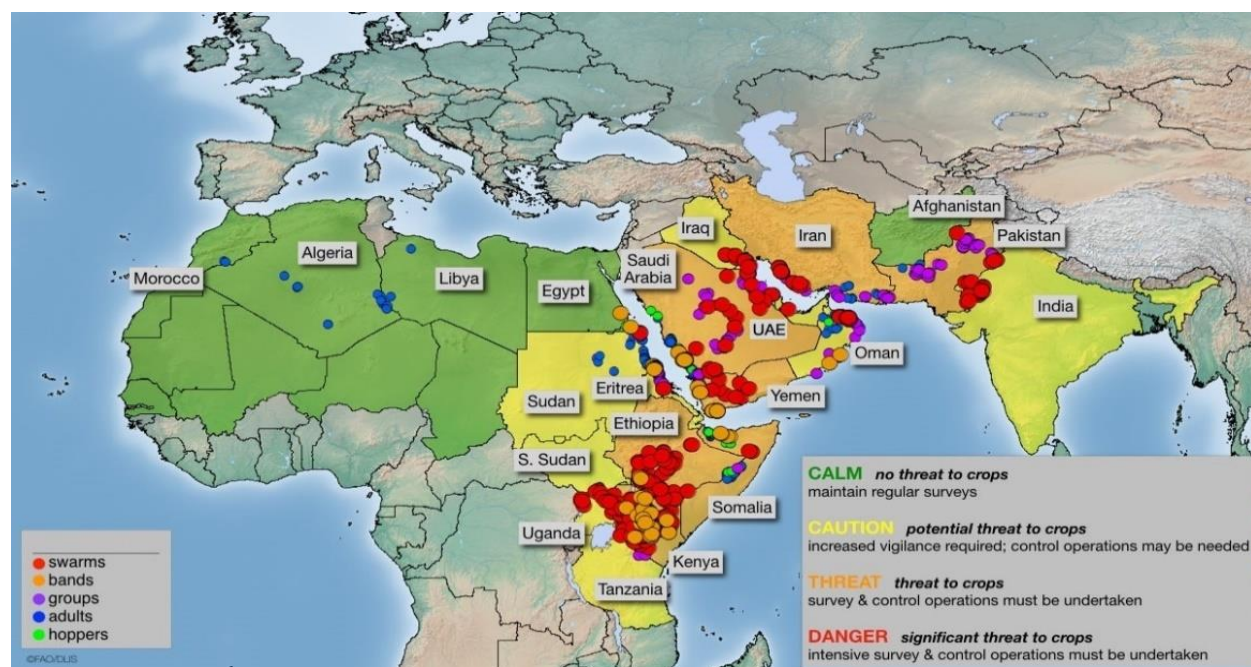 Afghanistan
Iraq
Iran
Pakistan
Algeria
Saudi
Arabia
Morocco
Libya
Egypt
India
UAE
Oman
Eritrea
Yemen
Sudan
Ethiopia
S. Sudan
Somalia
Uganda
Kenya
Tanzania
swarms
bands
groups
adults
hoppers
©FAO/DLIS
CALM no threat to crops
maintain regular surveys
CAUTION potential threat to crops
increased vigilance required; control operations may be needed
THREAT threat to crops
survey & control operations must be undertaken
DANGER significant threat to crops
intensive survey & control operations must be undertaken